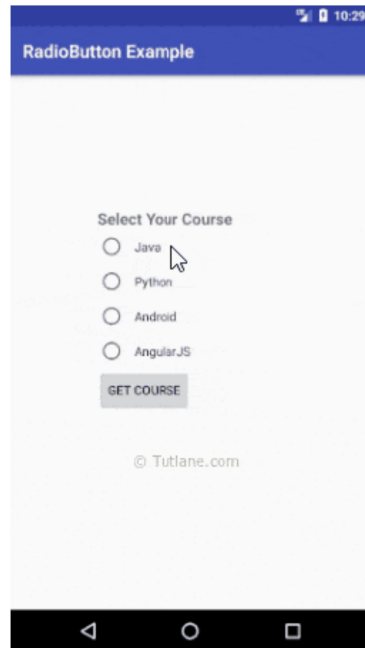 10:29
RadioButton Example
Select Your Course
Java
Python
Android
AngularJS
GET COURSE
© Tutlane.com